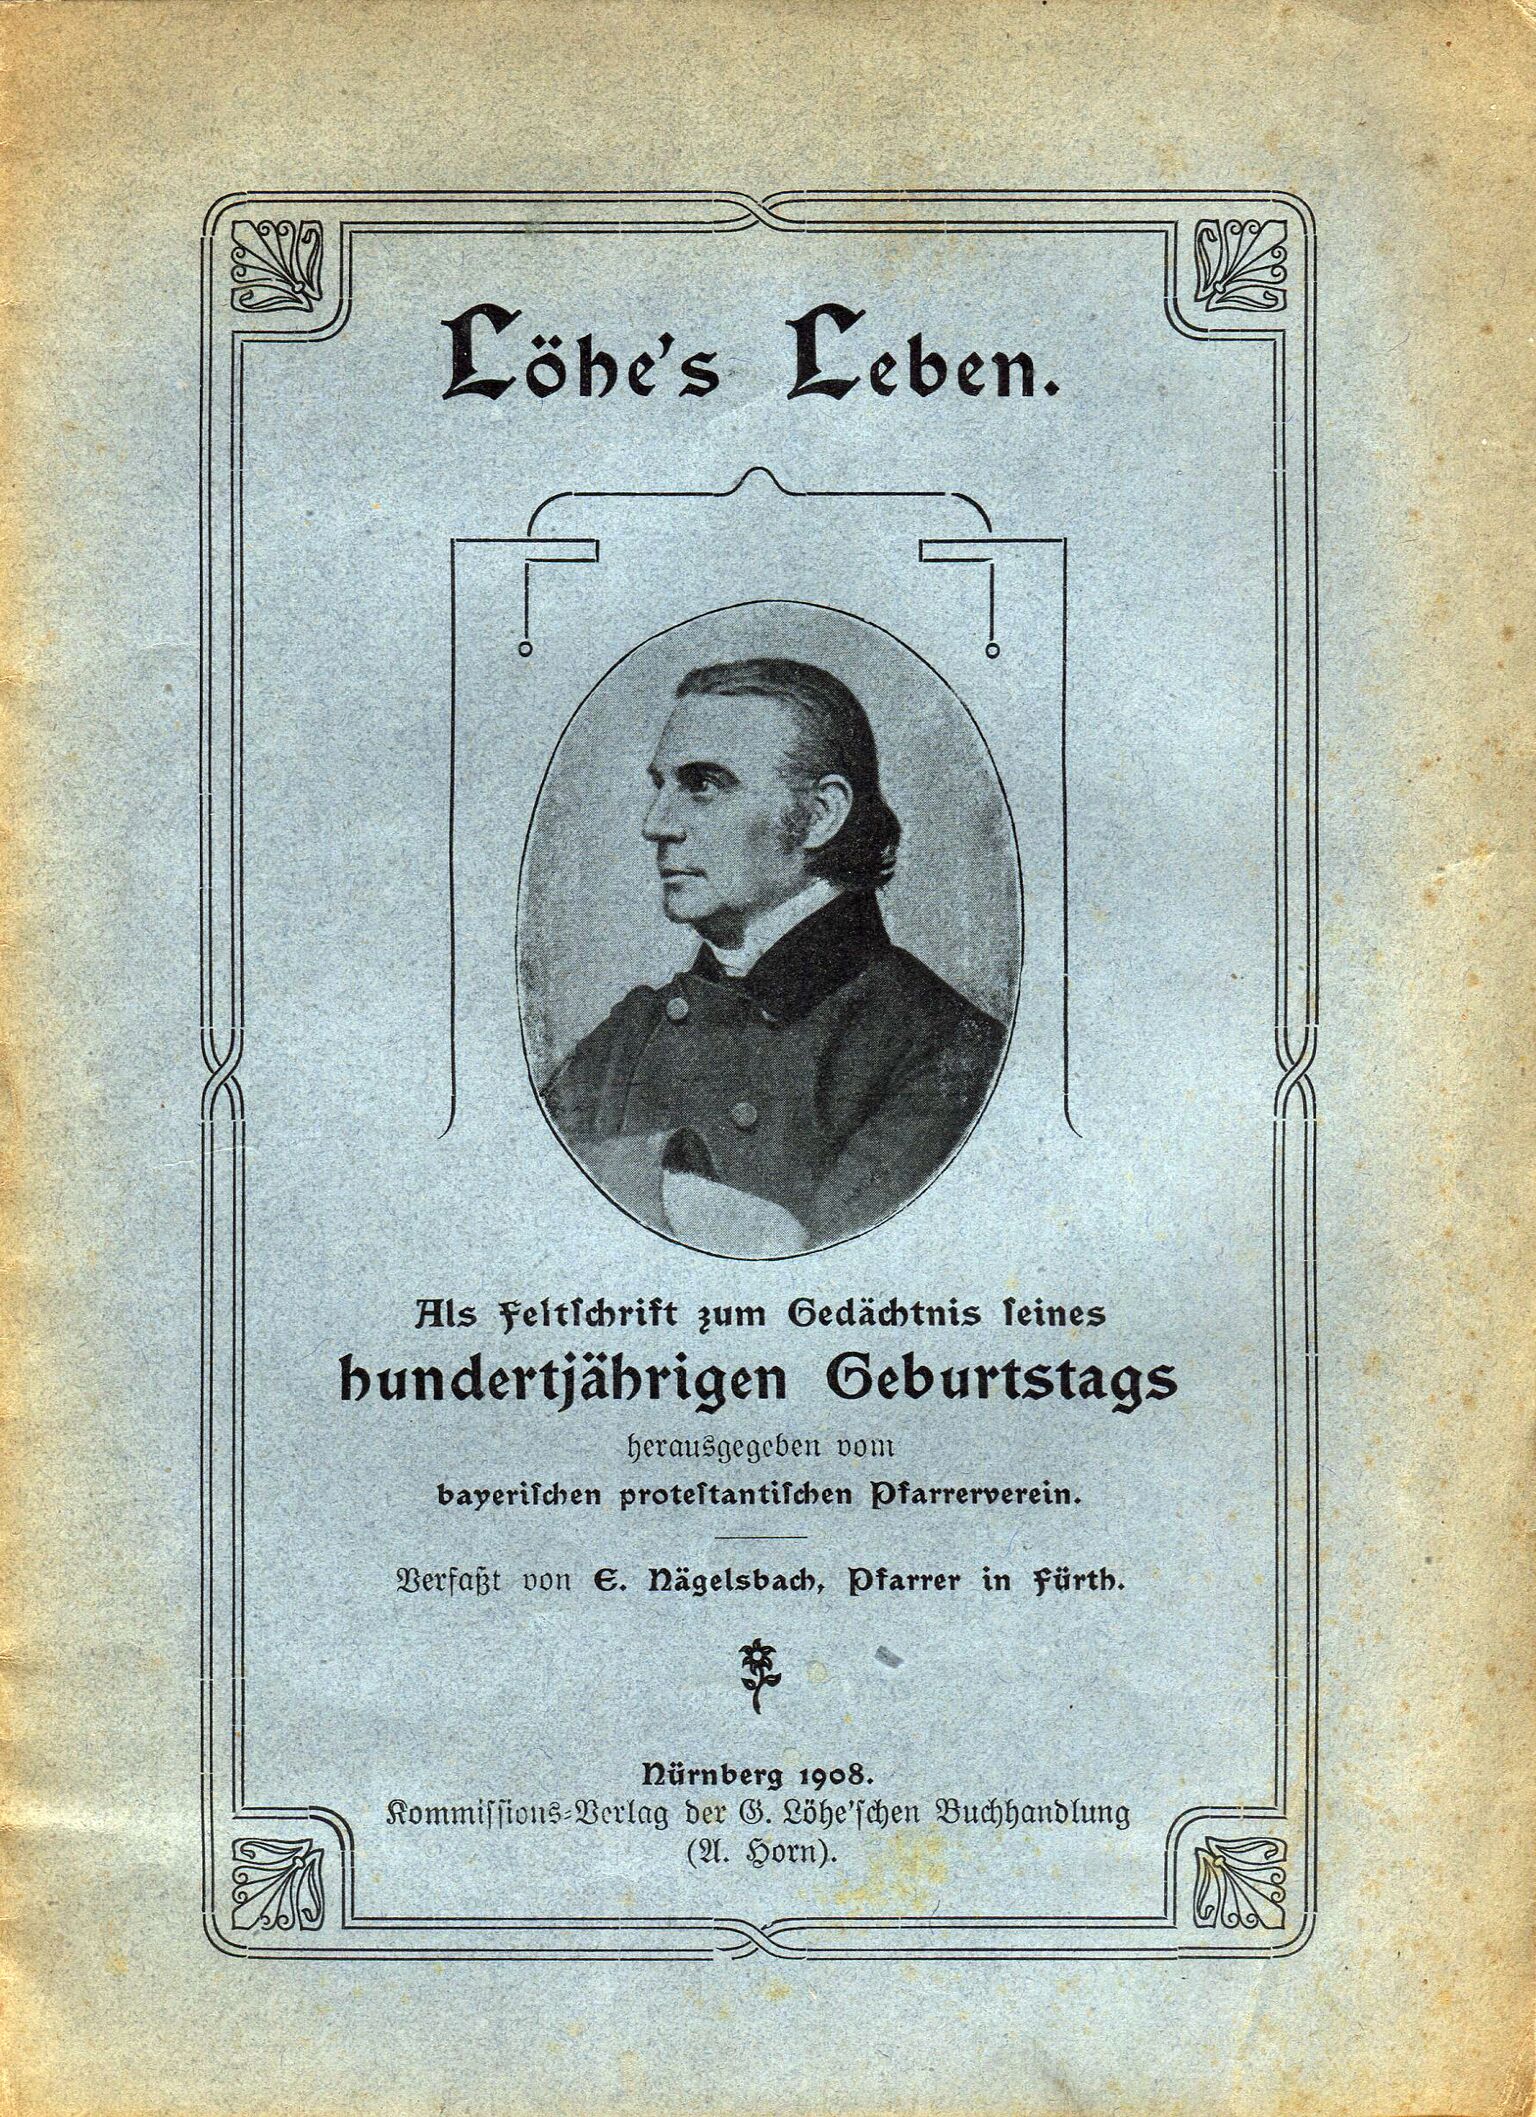 Löhe's Leben.
Als Feſtſchrift zum Gedächtnis ſeines
hundertjährigen Geburtstags
herausgegeben vom
bayeriſchen proteſtantiſchen Pfarrerverein.
Verfaßt von E. Nägelsbach, Pfarrer in Fürth.
Nürnberg 1908.
Kommiſſions-Verlag der G. Löhe'ſchen Buchhandlung
(A. Horn).